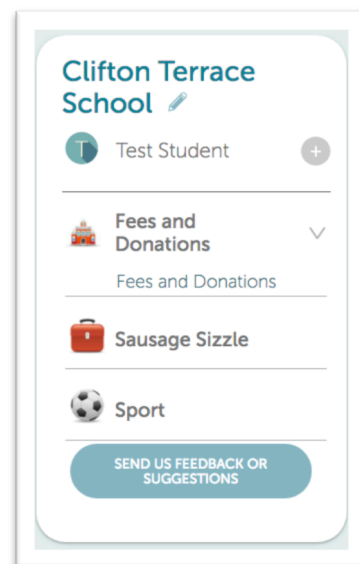 Clifton Terrace
School
T
Test Student
+
Fees and
Donations
Fees and Donations
Sausage Sizzle
Sport
SEND US FEEDBACK OR
SUGGESTIONS